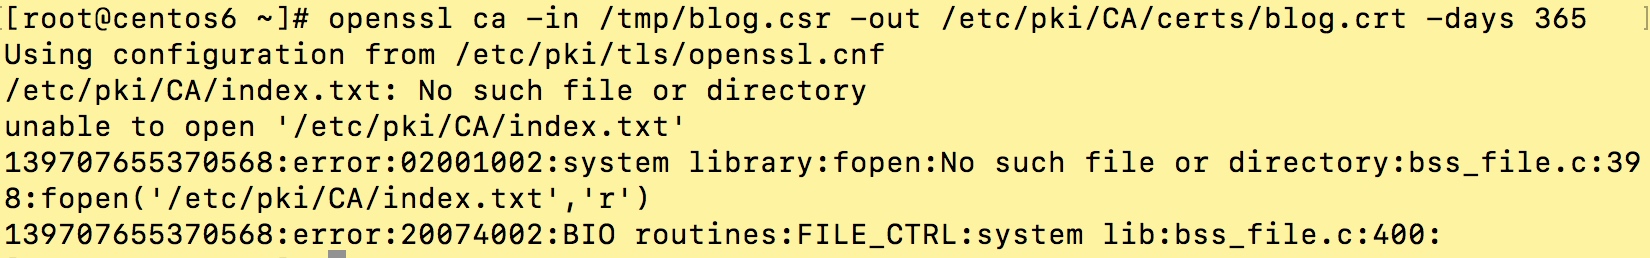 [root@centos6 ~]# openssl ca -in /tmp/blog.csr -out /etc/pki/CA/certs/blog.crt -days 365
Using configuration from /etc/pki/tls/openssl.cnf
/etc/pki/CA/index.txt: No such file or directory
unable to open '/etc/pki/CA/index.txt'
139707655370568:error:02001002:system library:fopen:No such file or directory:bss_file.c:39
8:fopen('/etc/pki/CA/index.txt','r')
139707655370568:error:20074002:BIO routines:FILE_CTRL:system lib:bss_file.c:400: